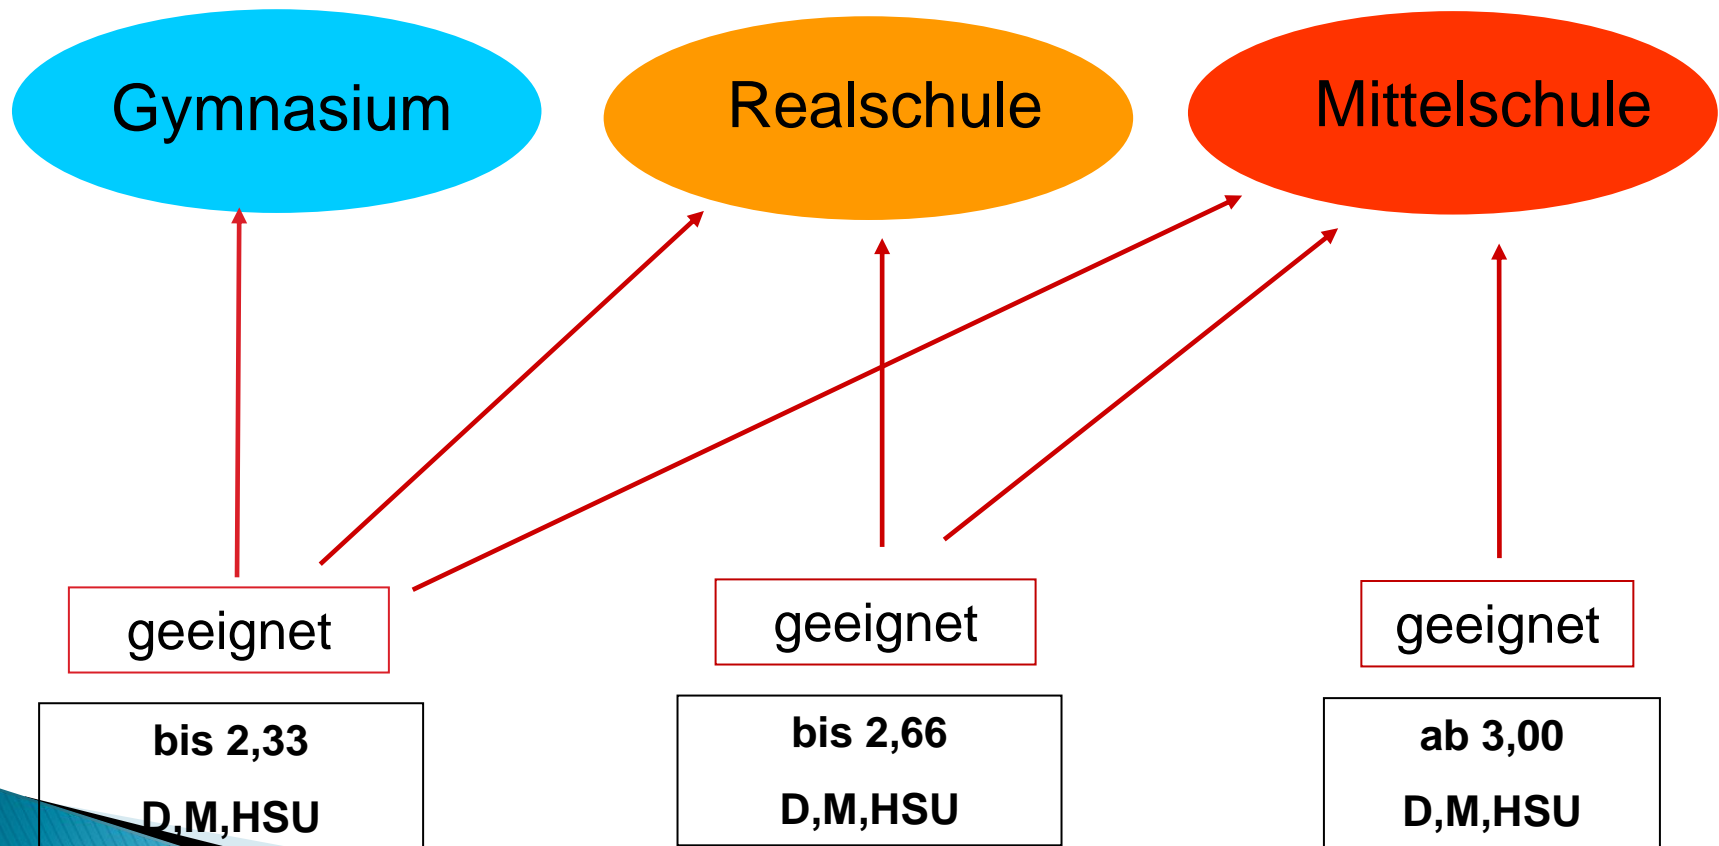 Gymnasium
Realschule
Mittelschule
geeignet
geeignet
geeignet
bis 2,33
D,M,HSU
bis 2,66
D,M,HSU
ab 3,00
D,M,HSU